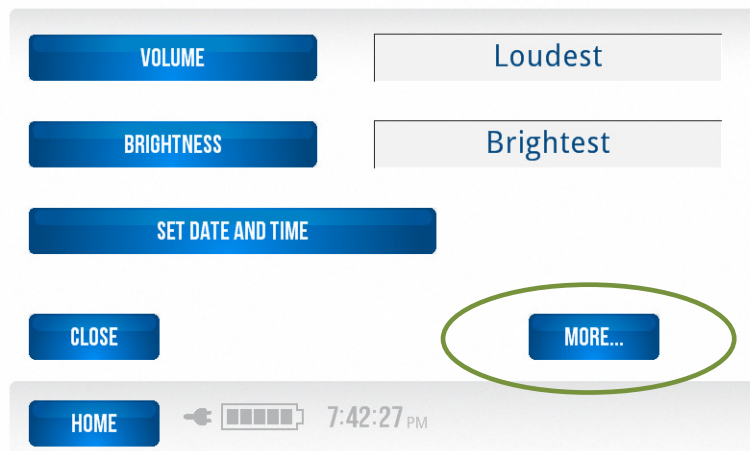 VOLUME Loudest
BRIGHTNESS Brightest
SET DATE AND TIME
CLOSE MORE...
HOME 7:42:27 PM